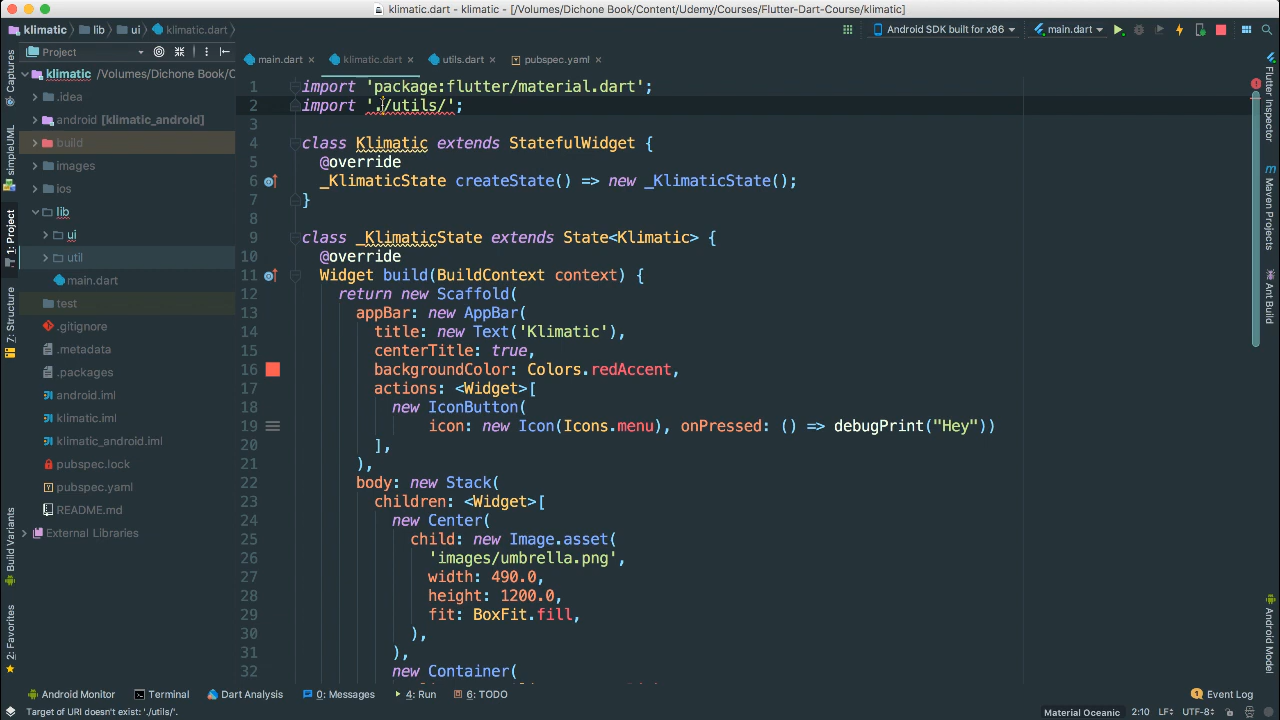 klimatic.dart - klimatic - [/Volumes/Dichone Book/Content/Udemy/Courses/Flutter-Dart-Course/klimatic]
klimatic lib ui klimatic.dart Android SDK built for x86 main.dart
Project main.dart klimatic.dart utils.dart pubspec.yaml
klimatic /Volumes/Dichone Book/C
.idea
android [klimatic_android]
build
images
ios
lib
ui
util
main.dart
test
.gitignore
.metadata
.packages
android.iml
klimatic.iml
klimatic_android.iml
pubspec.lock
pubspec.yaml
README.md
External Libraries
Captures
simpleUML
1: Project
7: Structure
Build Variants
2: Favorites
1 import 'package:flutter/material.dart';
2 import './utils/';
3
4 class Klimatic extends StatefulWidget {
5 @override
6 _KlimaticState createState() => new _KlimaticState();
7 }
8
9 class _KlimaticState extends State<Klimatic> {
10 @override
11 Widget build(BuildContext context) {
12 return new Scaffold(
13 appBar: new AppBar(
14 title: new Text('Klimatic'),
15 centerTitle: true,
16 backgroundColor: Colors.redAccent,
17 actions: <Widget>[
18 new IconButton(
19 icon: new Icon(Icons.menu), onPressed: () => debugPrint("Hey"))
20 ],
21 ),
22 body: new Stack(
23 children: <Widget>[
24 new Center(
25 child: new Image.asset(
26 'images/umbrella.png',
27 width: 490.0,
28 height: 1200.0,
29 fit: BoxFit.fill,
30 ),
31 ),
32 new Container(
Flutter Inspector
Maven Projects
Ant Build
Android Model
Android Monitor Terminal Dart Analysis 0: Messages 4: Run 6: TODO 1 Event Log
Target of URI doesn't exist: './utils/'. Material Oceanic 2:10 LF÷ UTF-8÷